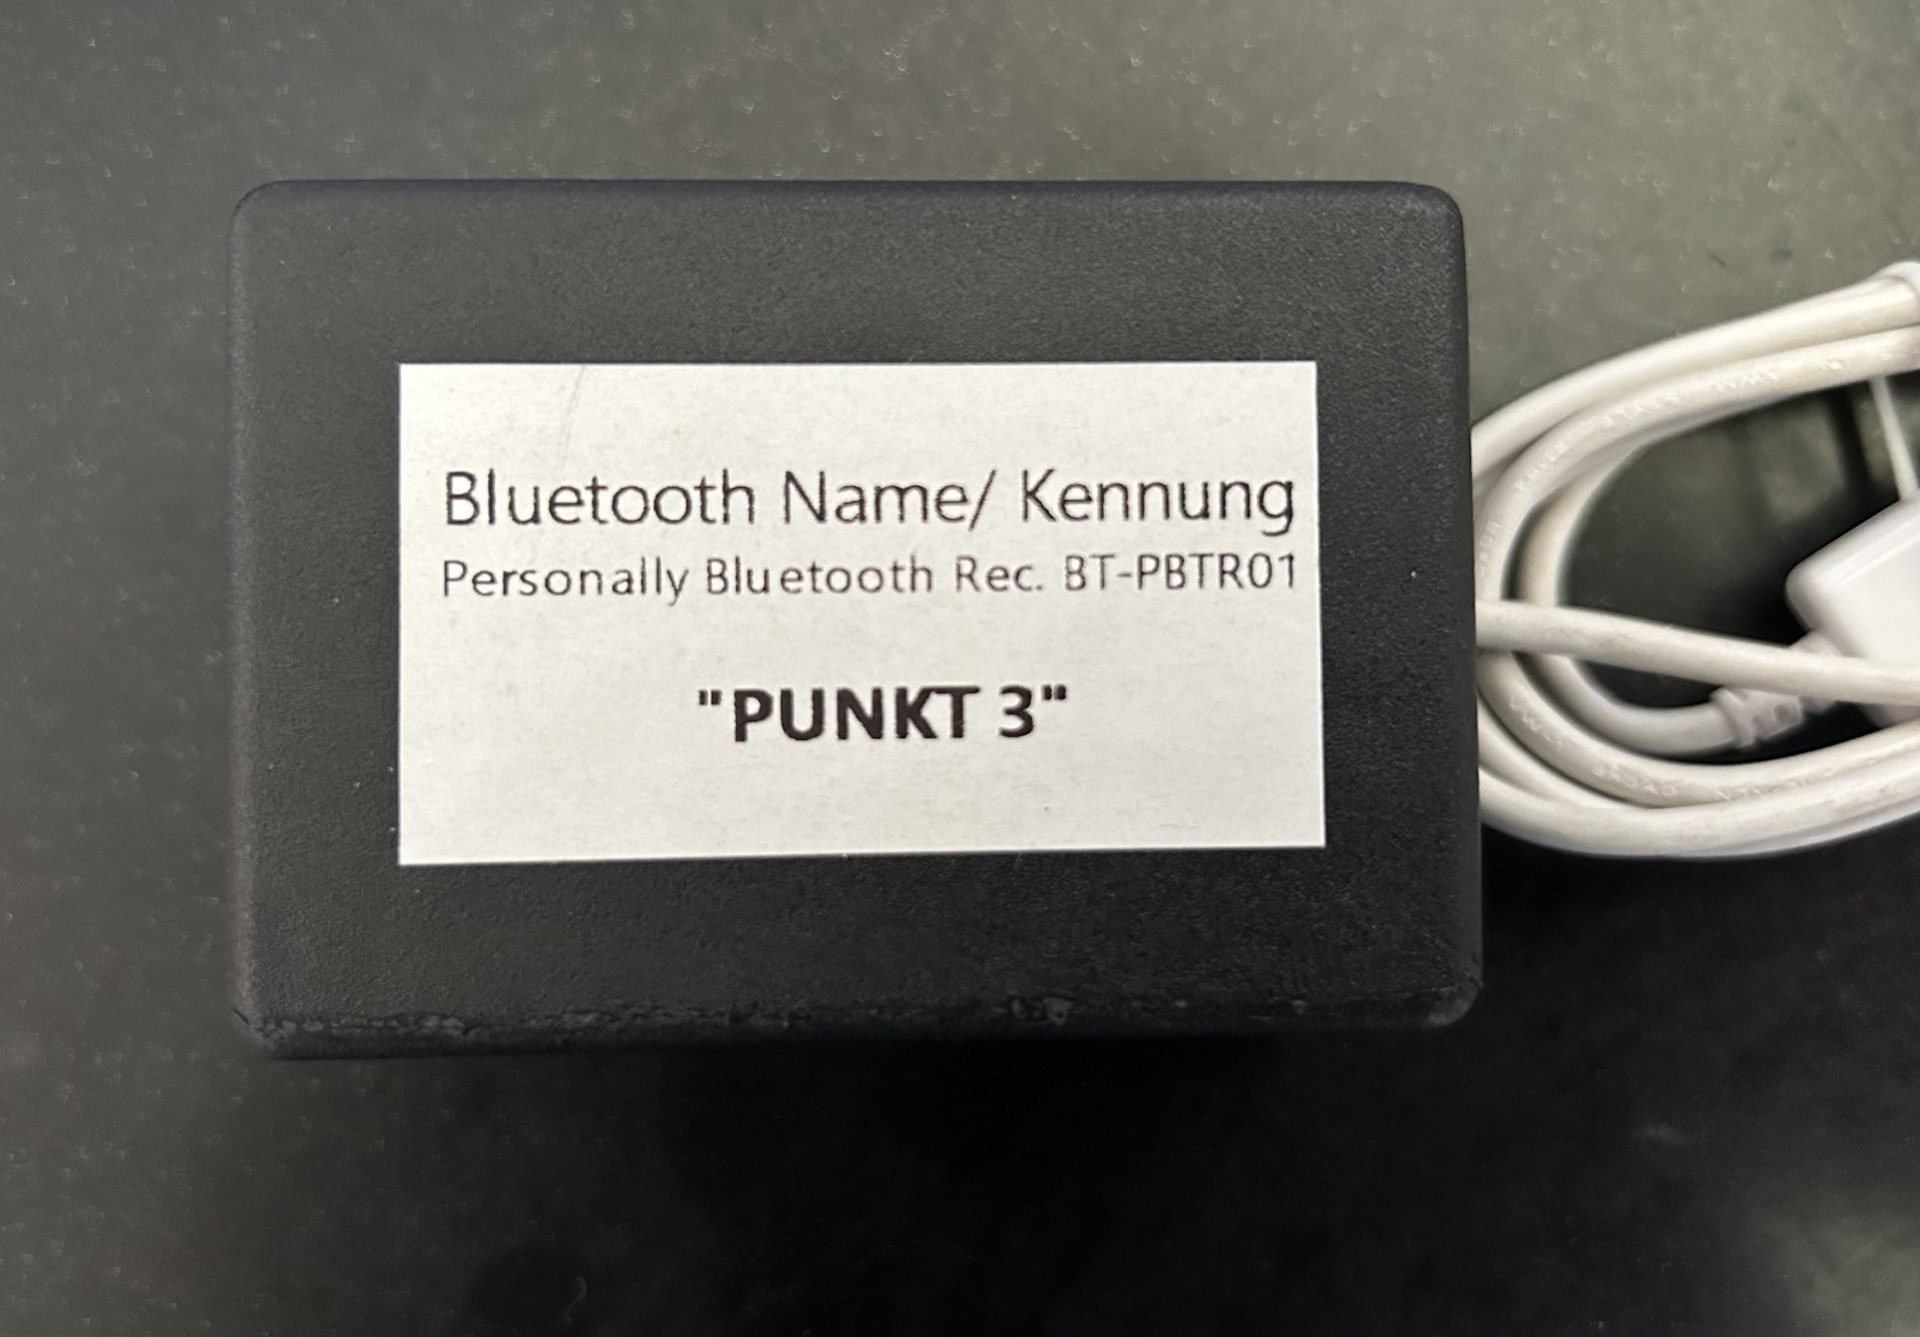 Bluetooth Name/ Kennung
Personally Bluetooth Rec. BT-PBTR01
"PUNKT 3"